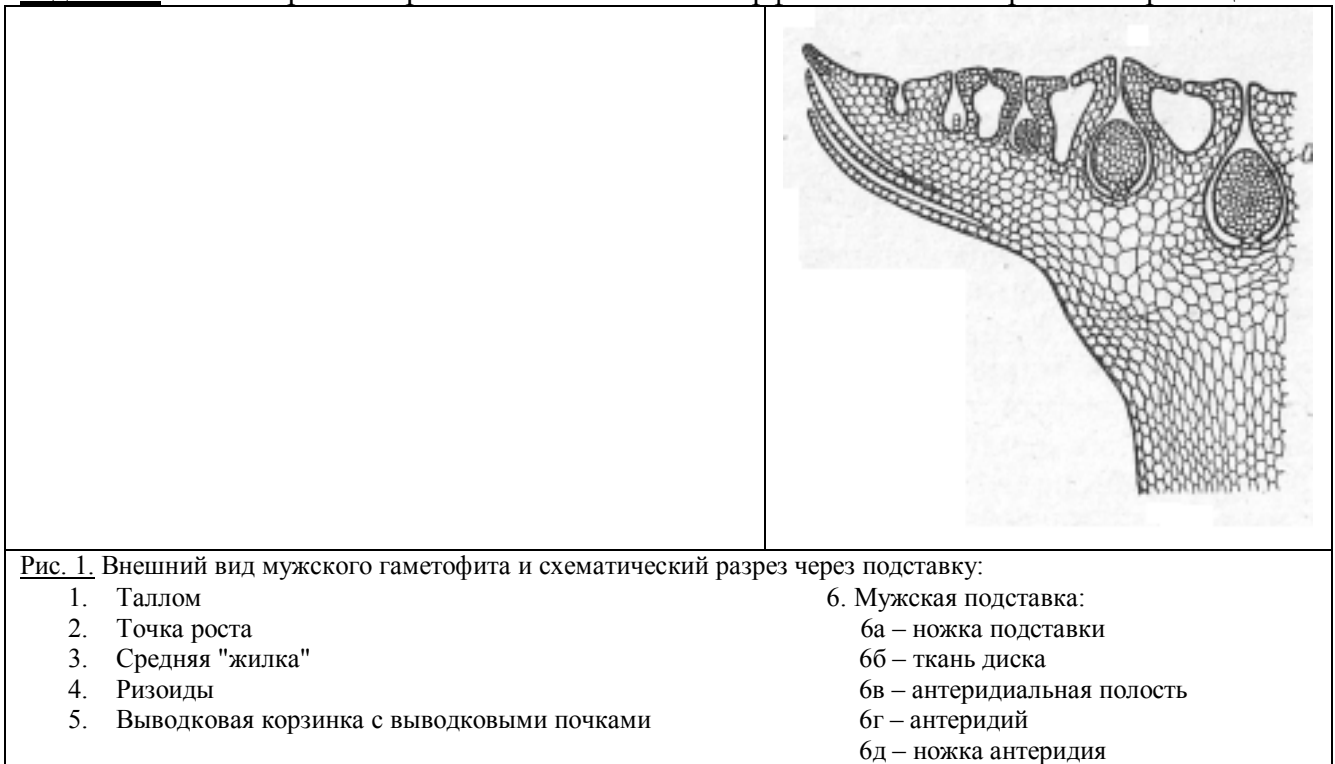 Рис. 1. Внешний вид мужского гаметофита и схематический разрез через подставку:
1. Таллом
2. Точка роста
3. Средняя "жилка"
4. Ризоиды
5. Выводковая корзинка с выводковыми почками
6. Мужская подставка:
6а – ножка подставки
6б – ткань диска
6в – антеридиальная полость
6г – антеридий
6д – ножка антеридия